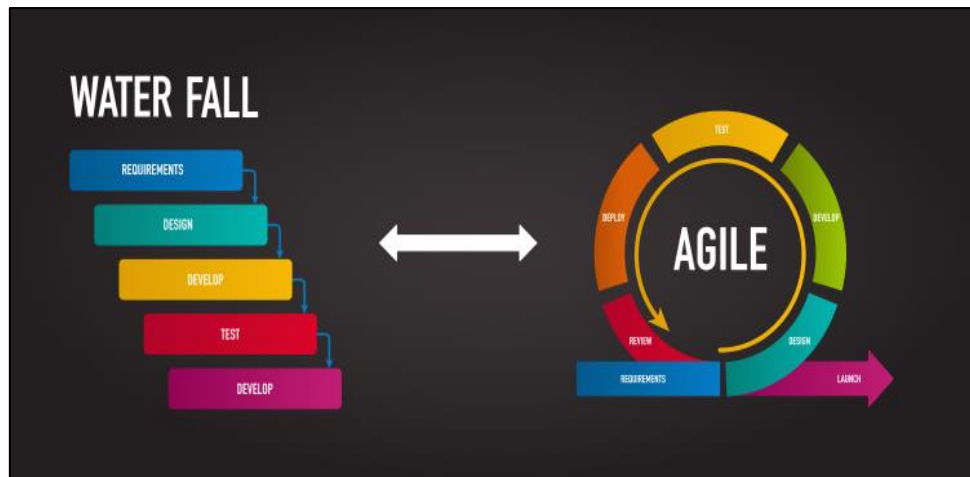 WATER FALL
REQUIREMENTS
DESIGN
DEVELOP
TEST
DEVELOP
TEST
DEPLOY
DEVELOP
AGILE
REVIEW
DESIGN
REQUIREMENTS
LAUNCH